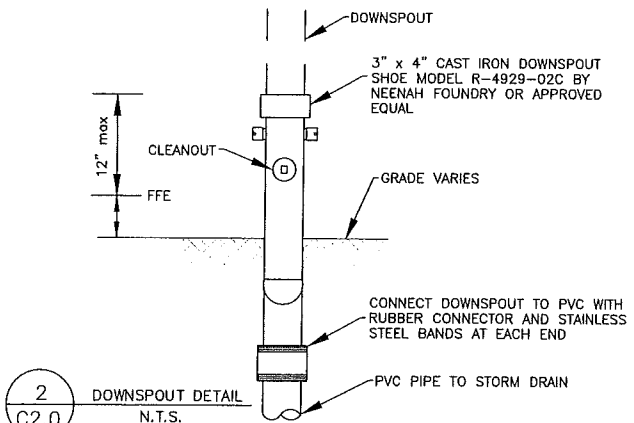 DOWNSPOUT
3" x 4" CAST IRON DOWNSPOUT
SHOE MODEL R-4929-02C BY
NEENAH FOUNDRY OR APPROVED
EQUAL
12" max
CLEANOUT
FFE
GRADE VARIES
CONNECT DOWNSPOUT TO PVC WITH
RUBBER CONNECTOR AND STAINLESS
STEEL BANDS AT EACH END
PVC PIPE TO STORM DRAIN
2
C2.0
DOWNSPOUT DETAIL
N.T.S.